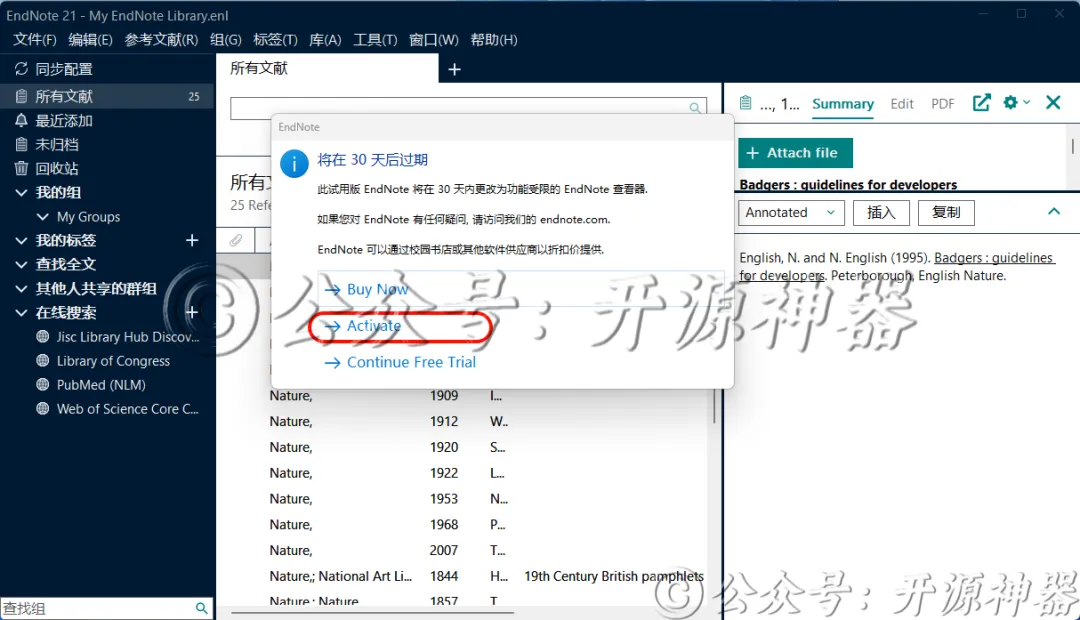 EndNote 21 - My EndNote Library.enl
文件(F) 编辑(E) 参考文献(R) 组(G) 标签(T) 库(A) 工具(T) 窗口(W) 帮助(H)
同步配置
所有文献 25
最近添加
未归档
回收站
我的组
My Groups
我的标签 +
查找全文
其他人共享的群组
在线搜索 +
Jisc Library Hub Discov...
Library of Congress
PubMed (NLM)
Web of Science Core C...
查找组
所有文献 +
所有
25 Refe
EndNote
将在 30 天后过期
此试用版 EndNote 将在 30 天内更改为功能受限的 EndNote 查看器.
如果您对 EndNote 有任何疑问, 请访问我们的 endnote.com.
EndNote 可以通过校园书店或其他软件供应商以折扣价提供.
→ Buy Now
→ Activate
→ Continue Free Trial
Nature, 1909 I...
Nature, 1912 W..
Nature, 1920 S...
Nature, 1922 L...
Nature, 1953 N...
Nature, 1968 P...
Nature, 2007 T...
Nature,; National Art Li... 1844 H... 19th Century British pamphlets
Nature,; Nature 1857 T
..., 1... Summary Edit PDF
+ Attach file
Badgers : guidelines for developers
Annotated 插入 复制
English, N. and N. English (1995). Badgers : guidelines
for developers. Peterborough, English Nature.
©公众号：开源神器
©公众号：开源神器